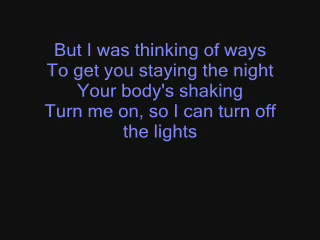 But I was thinking of ways
To get you staying the night
Your body's shaking
Turn me on, so I can turn off
the lights